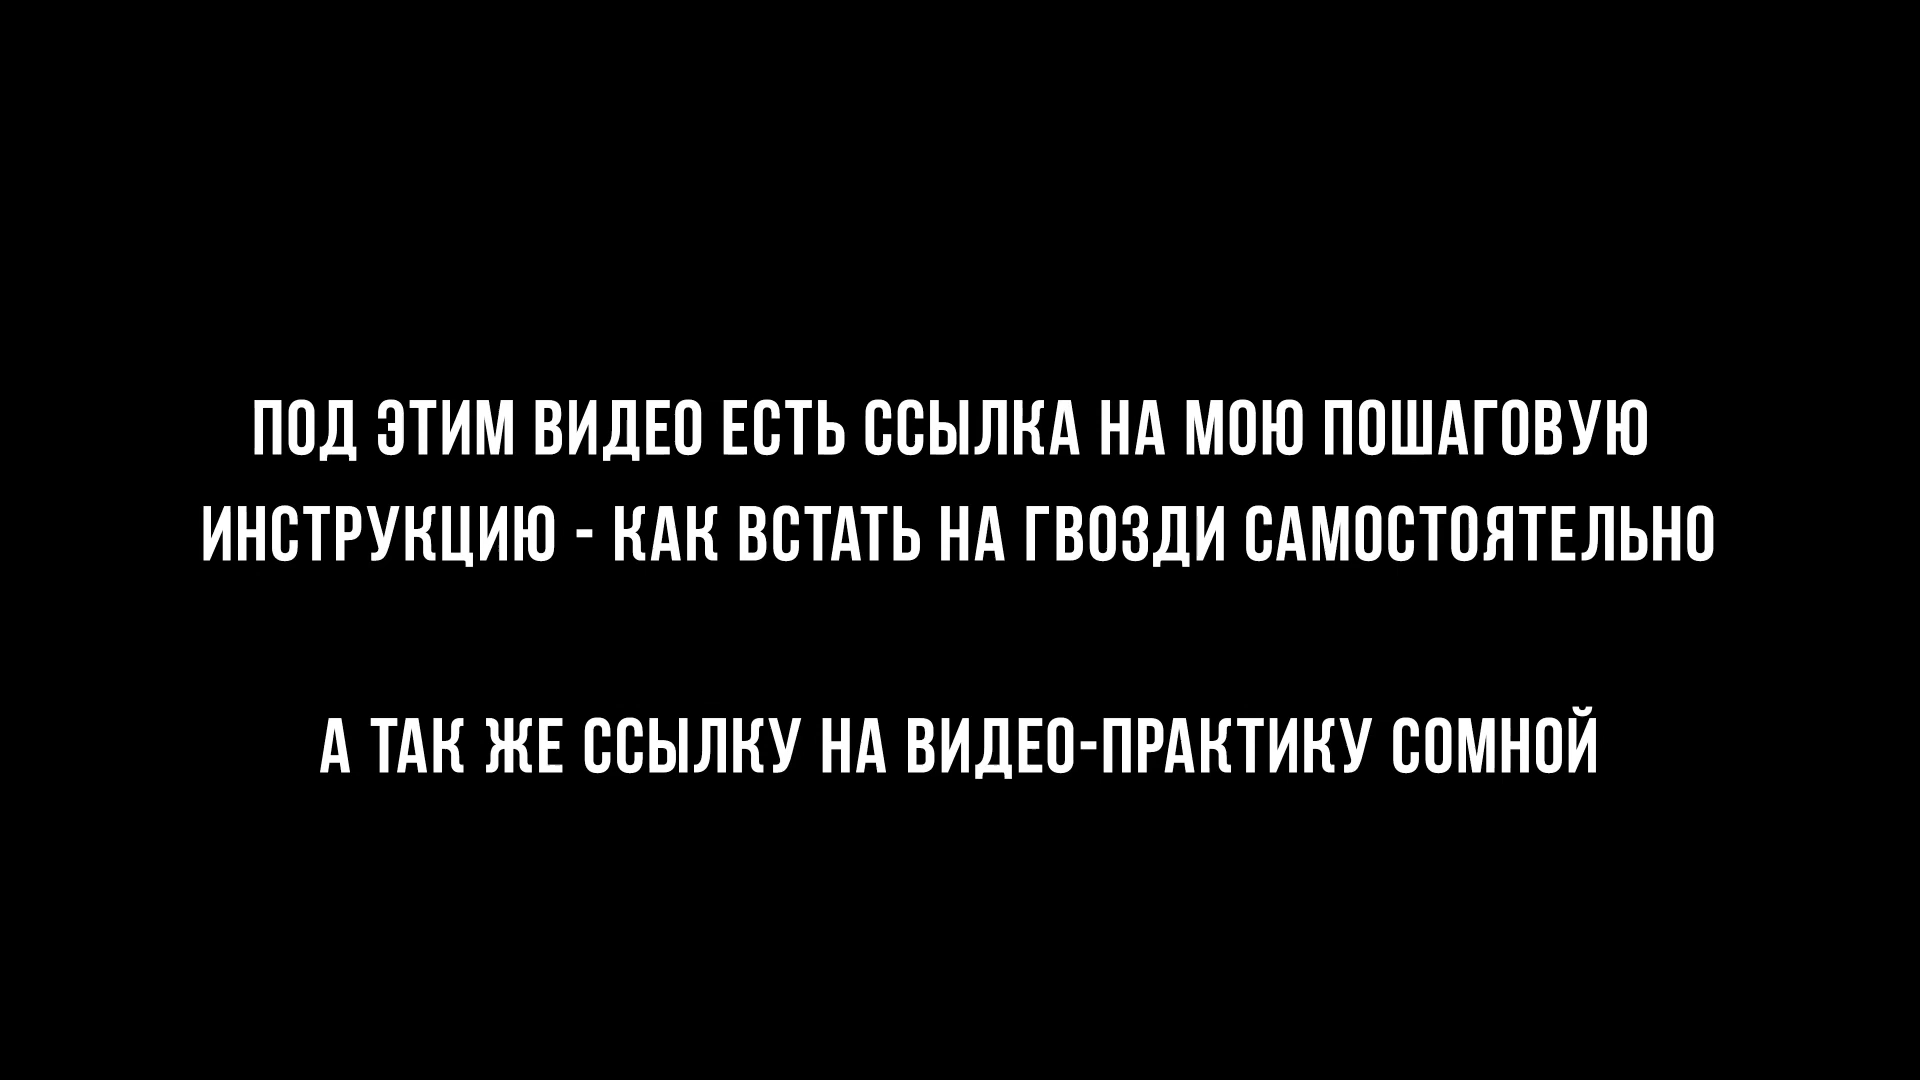 ПОД ЭТИМ ВИДЕО ЕСТЬ ССЫЛКА НА МОЮ ПОШАГОВУЮ
ИНСТРУКЦИЮ - КАК ВСТАТЬ НА ГВОЗДИ САМОСТОЯТЕЛЬНО
А ТАК ЖЕ ССЫЛКУ НА ВИДЕО-ПРАКТИКУ СОМНОЙ